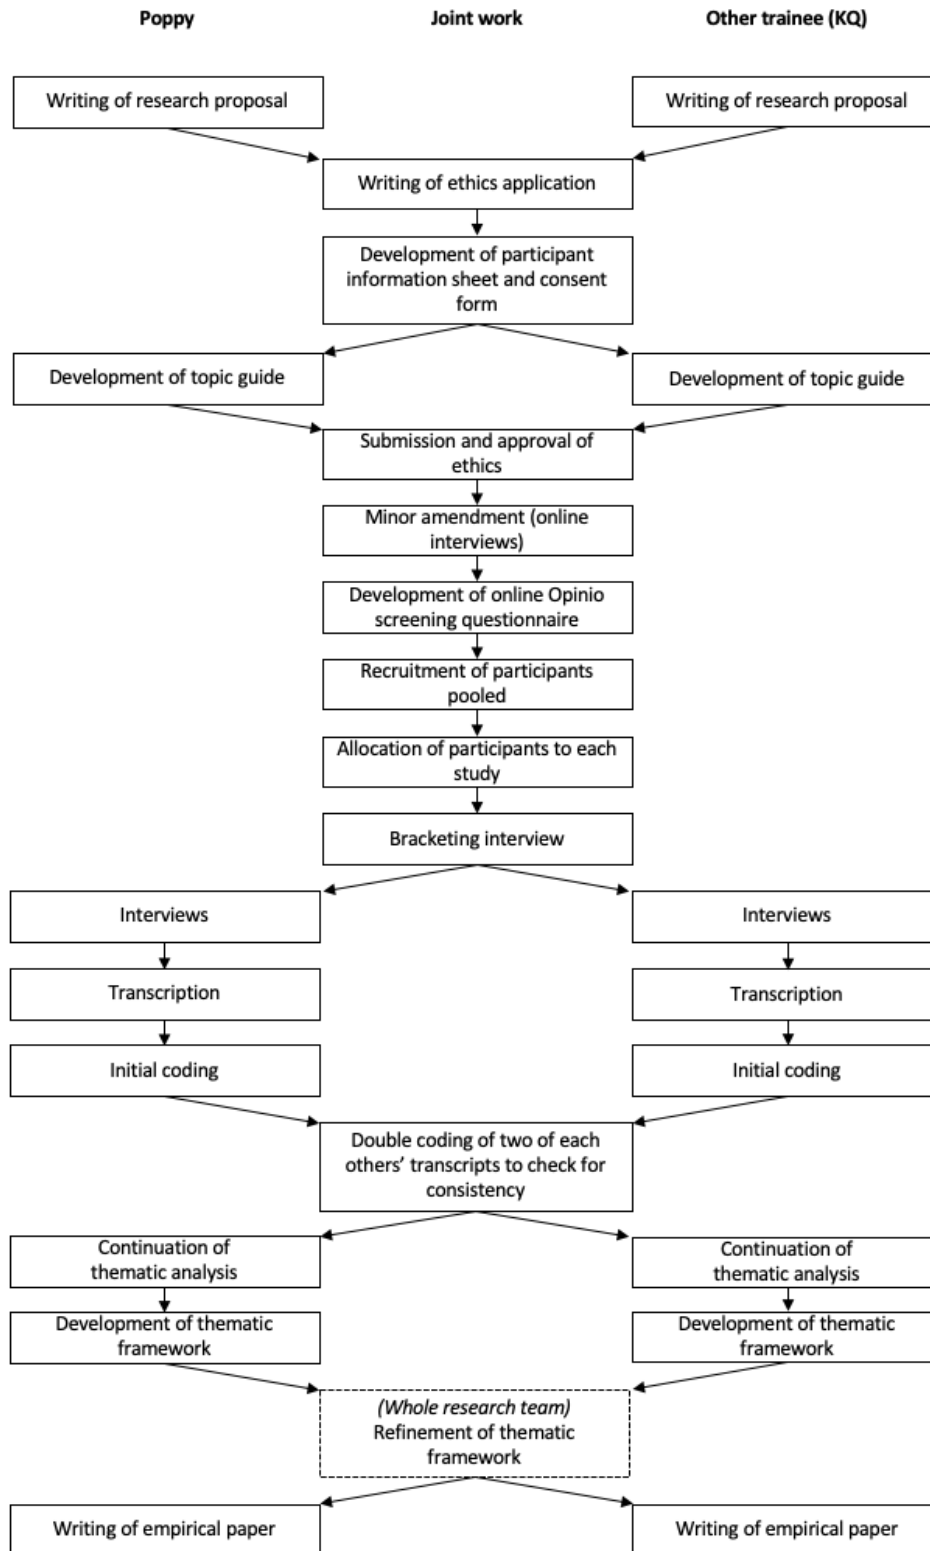 Poppy
Joint work
Other trainee (KQ)
Writing of research proposal
Writing of research proposal
Writing of ethics application
Development of participant
information sheet and consent
form
Development of topic guide
Development of topic guide
Submission and approval of
ethics
Minor amendment (online
interviews)
Development of online Opinio
screening questionnaire
Recruitment of participants
pooled
Allocation of participants to each
study
Bracketing interview
Interviews
Interviews
Transcription
Transcription
Initial coding
Initial coding
Double coding of two of each
others’ transcripts to check for
consistency
Continuation of
thematic analysis
Continuation of
thematic analysis
Development of thematic
framework
Development of thematic
framework
(Whole research team)
Refinement of thematic
framework
Writing of empirical paper
Writing of empirical paper